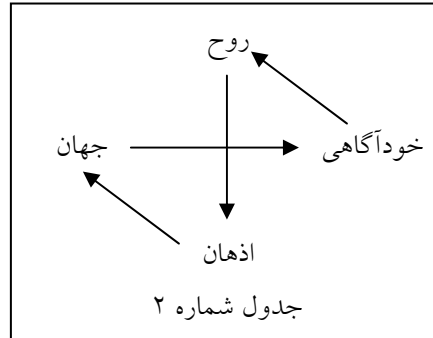 روح
خودآگاهی
جهان
اذهان
جدول شماره ۲